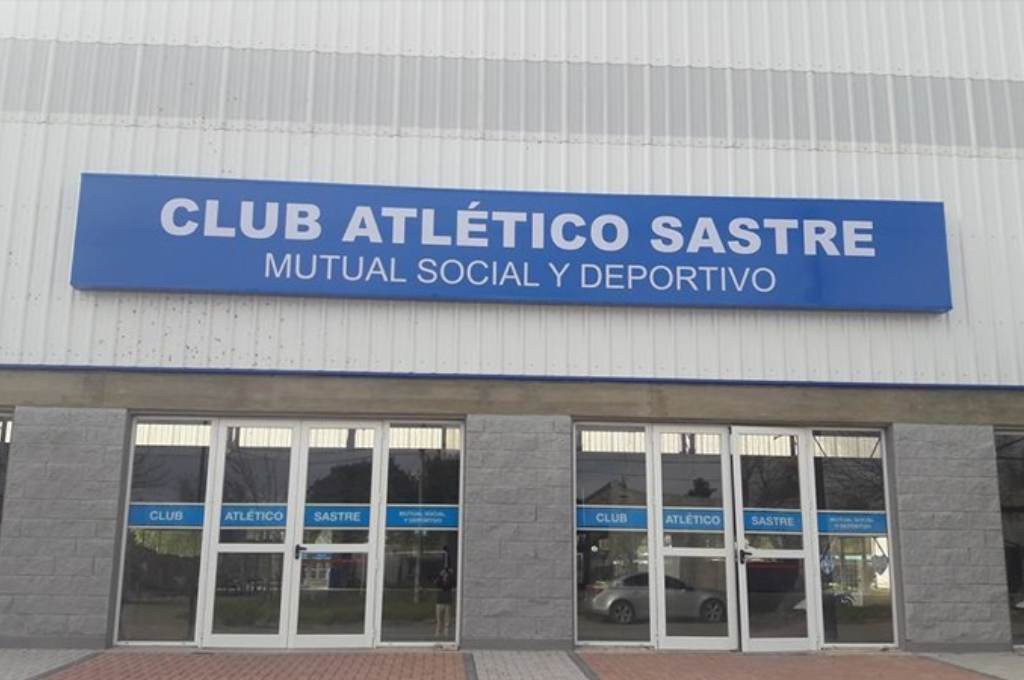 CLUB ATLÉTICO SASTRE
MUTUAL SOCIAL Y DEPORTIVO
CLUB ATLÉTICO SASTRE MUTUAL SOCIAL
Y DEPORTIVO
CLUB ATLÉTICO SASTRE MUTUAL SOCIAL
Y DEPORTIVO